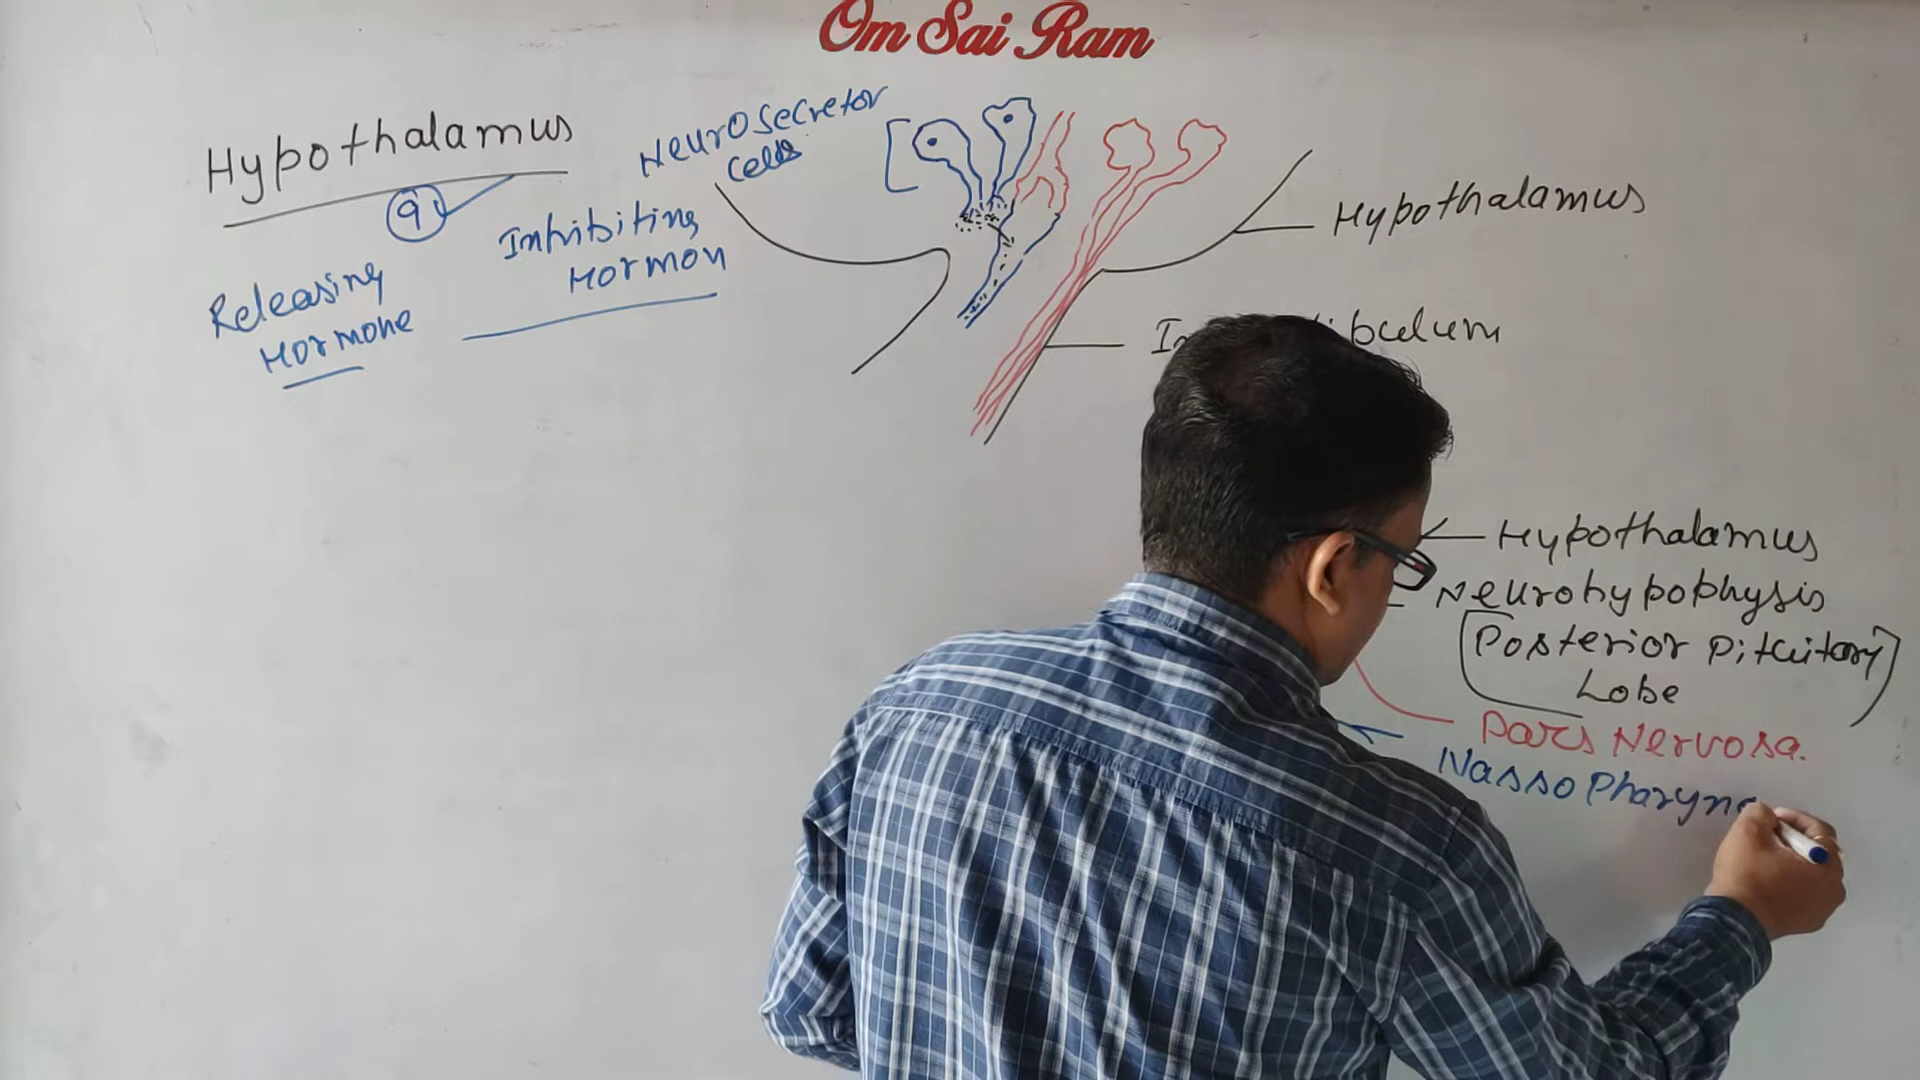 Om Sai Ram
Hypothalamus
9
Releasing
Hormone
Inhibiting
Hormon
Neurosecretor
Cells
Hypothalamus
Hypothalamus
Neurohypophysis
(Posterior Pituitary)
Lobe
Pars Nervosa.
Nasso Pharyn